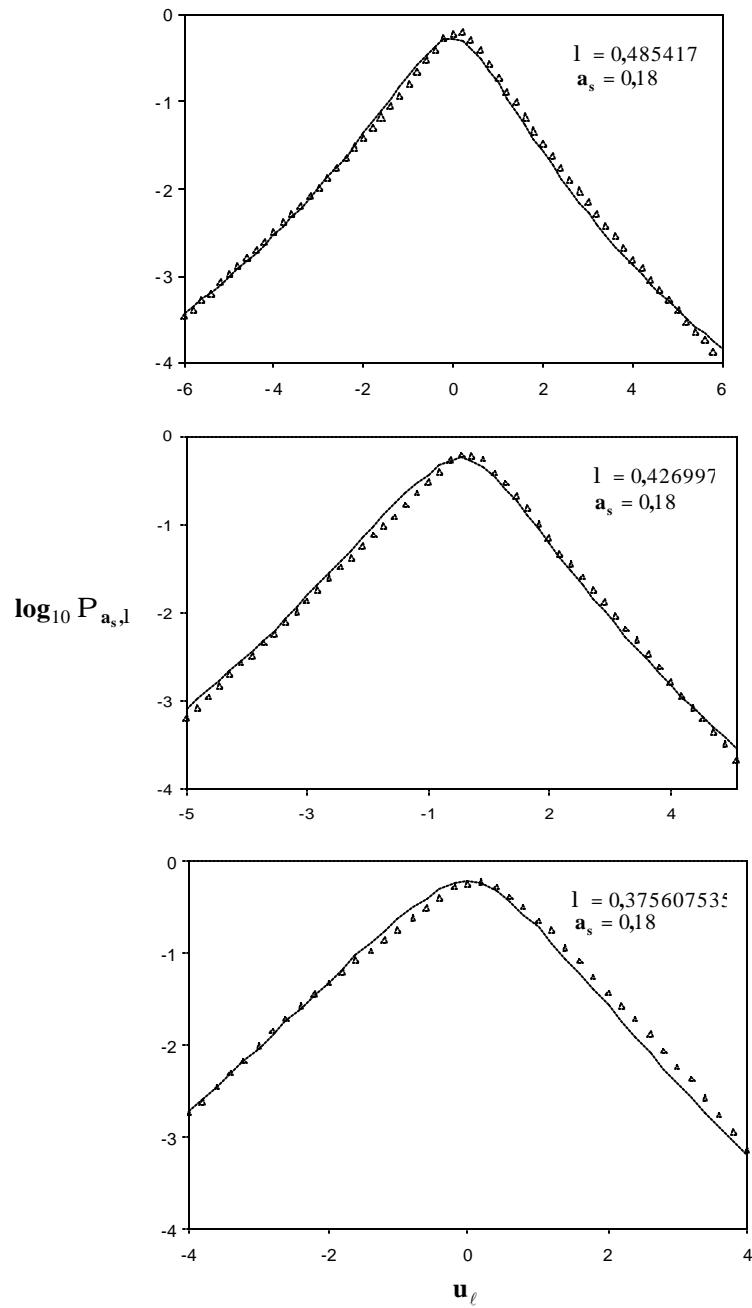 0
-1
-2
-3
-4
-6 -4 -2 0 2 4 6
l = 0,485417
a_s = 0,18
0
-1
-2
-3
-4
-5 -3 -1 2 4
l = 0,426997
a_s = 0,18
log₁₀ P_a_s,l
0
-1
-2
-3
-4
-4 -2 0 2 4
l = 0,375607535
a_s = 0,18
u_ℓ